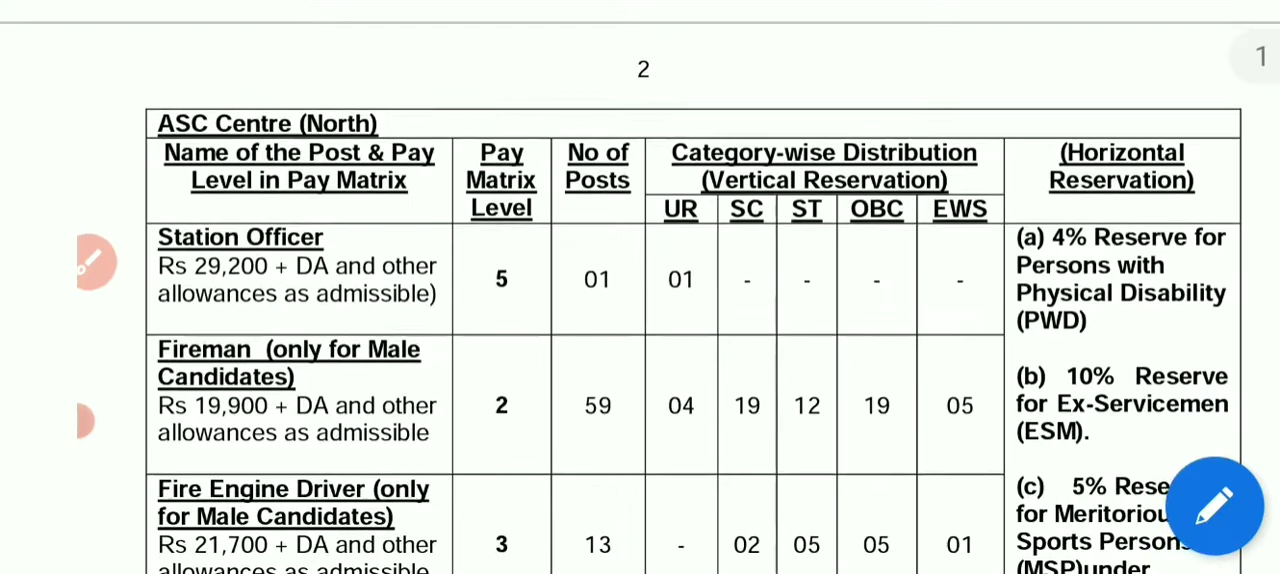 1
2
ASC Centre (North)
Name of the Post & Pay Level in Pay Matrix
Pay Matrix Level
No of Posts
Category-wise Distribution (Vertical Reservation)
(Horizontal Reservation)
UR SC ST OBC EWS
Station Officer
Rs 29,200 + DA and other
allowances as admissible)
5 01 01 - - - -
Fireman (only for Male
Candidates)
Rs 19,900 + DA and other
allowances as admissible
2 59 04 19 12 19 05
Fire Engine Driver (only
for Male Candidates)
Rs 21,700 + DA and other
allowances as admissible
3 13 - 02 05 05 01
(a) 4% Reserve for
Persons with
Physical Disability
(PWD)
(b) 10% Reserve
for Ex-Servicemen
(ESM).
(c) 5%
for
Sports
(MSP)under